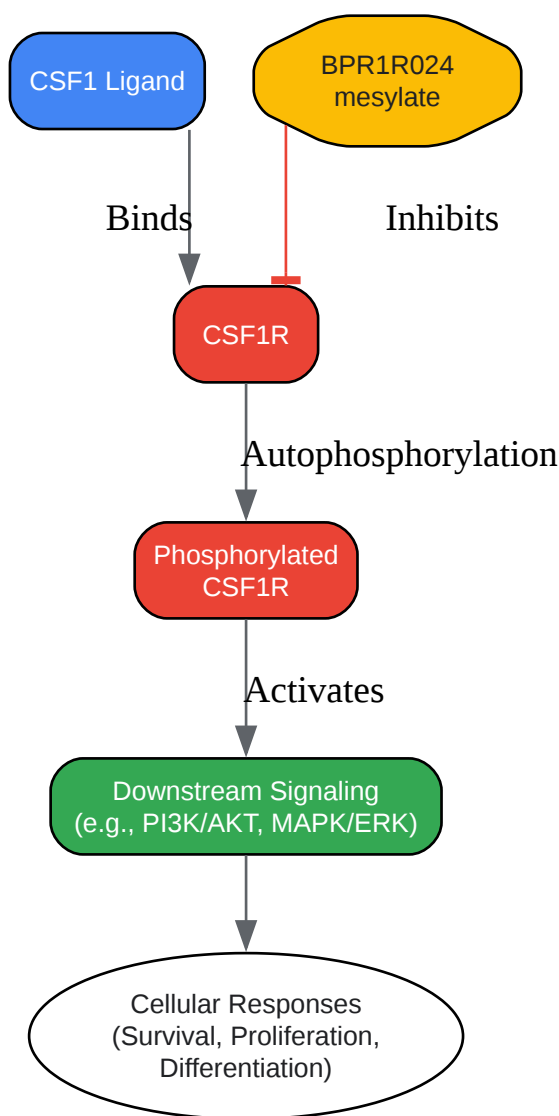 CSF1 Ligand
BPR1R024
mesylate
Binds
Inhibits
CSF1R
Autophosphorylation
Phosphorylated
CSF1R
Activates
Downstream Signaling
(e.g., PI3K/AKT, MAPK/ERK)
Cellular Responses
(Survival, Proliferation,
Differentiation)